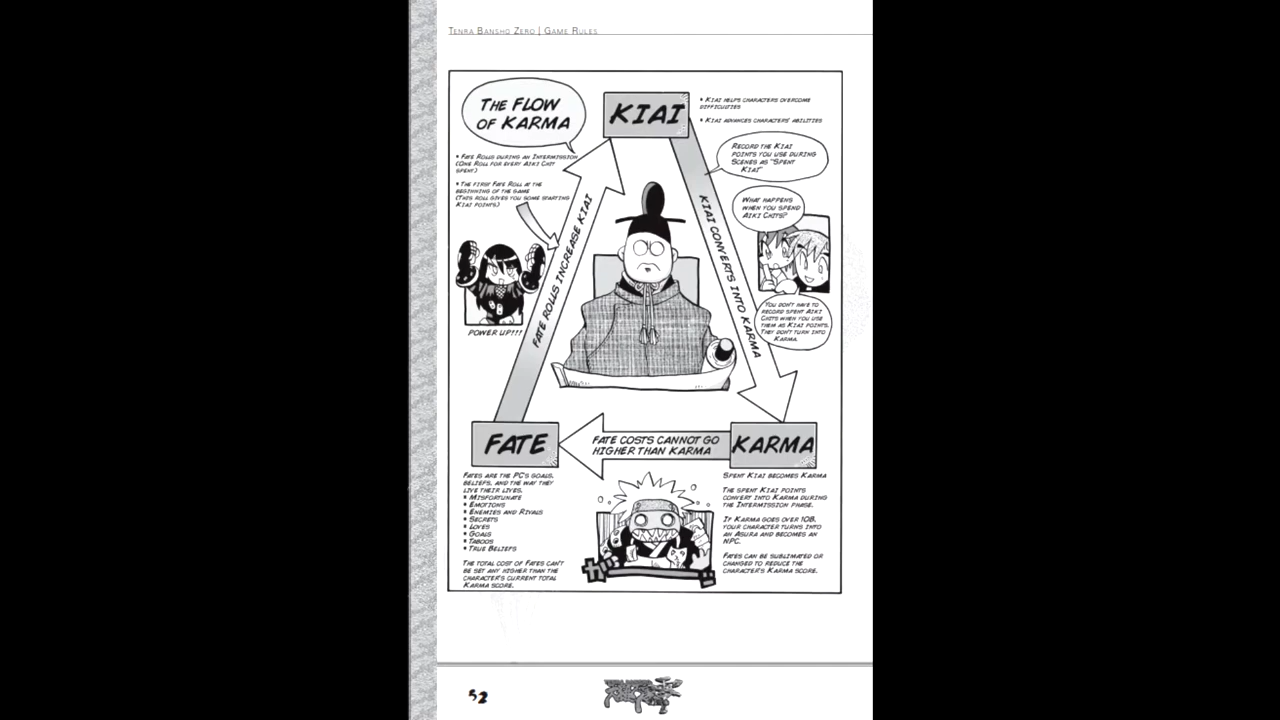 Tenra Bansho Zero | Game Rules
The Flow
of Karma
KIAI
• Kiai helps characters overcome
difficulties
• Kiai advances characters' abilities
• Fate Rolls during an Intermission
(One Roll for every Aiki Chit
spent)
• The first Fate Roll at the
beginning of the game
(This roll gives you some starting
Kiai points)
Record the Kiai
points you use during
Scenes as "Spent
Kiai"
What happens
when you spend
Aiki Chits?
Power up!!!
Fate Rolls Increase Kiai
Kiai Converts into Karma
You don't have to
record spent Aiki
Chits when you use
them as Kiai points.
They don't turn into
Karma.
FATE
Fate costs cannot go
higher than Karma
KARMA
Fates are the PC's goals,
beliefs, and the way they
live their lives.
• Misfortunate
• Emotions
• Enemies and Rivals
• Secrets
• Loves
• Goals
• Taboos
• True Beliefs
The total cost of Fates can't
be set any higher than the
character's current total
Karma score.
Spent Kiai becomes Karma
The spent Kiai points
convert into Karma during
the Intermission phase.
If Karma goes over 108,
your character turns into
an Asura and becomes an
NPC.
Fates can be sublimated or
changed to reduce the
character's Karma score.
52